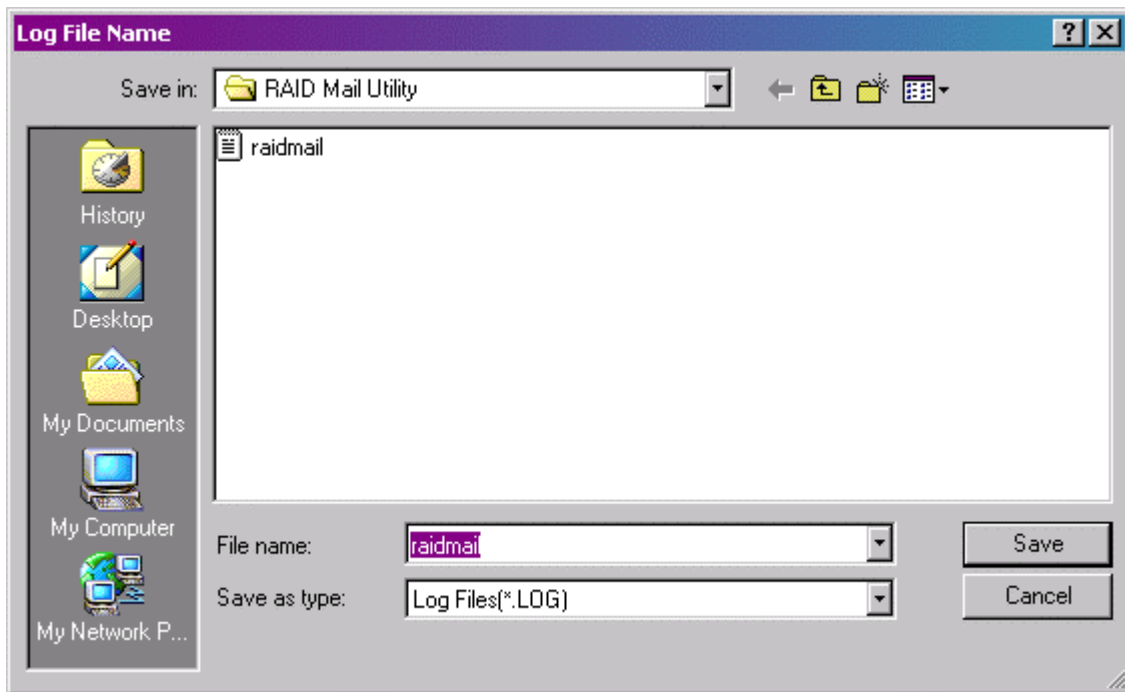 Log File Name
Save in: RAID Mail Utility
raidmail
History
Desktop
My Documents
My Computer
My Network P...
File name: raidmail Save
Save as type: Log Files(*.LOG) Cancel